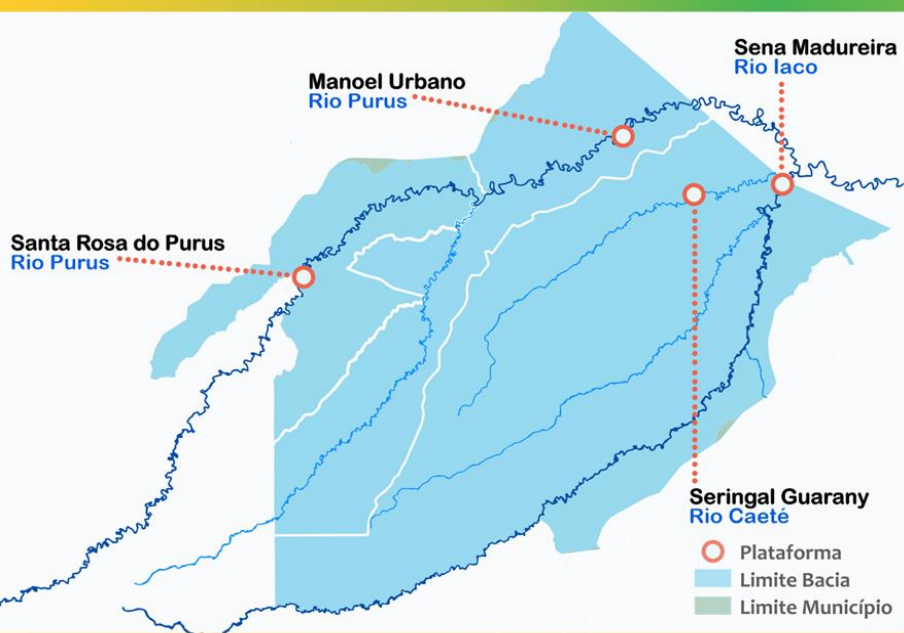 Sena Madureira
Rio Iaco
Manoel Urbano
Rio Purus
Santa Rosa do Purus
Rio Purus
Seringal Guarany
Rio Caeté
Plataforma
Limite Bacia
Limite Município